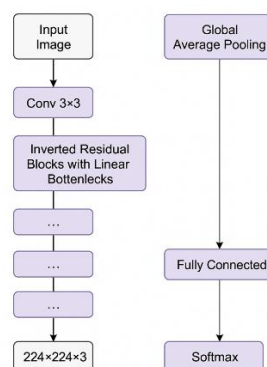 Input
Image
Conv 3×3
Inverted Residual
Blocks with Linear
Bottenlecks
...
...
...
224×224×3
Global
Average Pooling
Fully Connected
Softmax